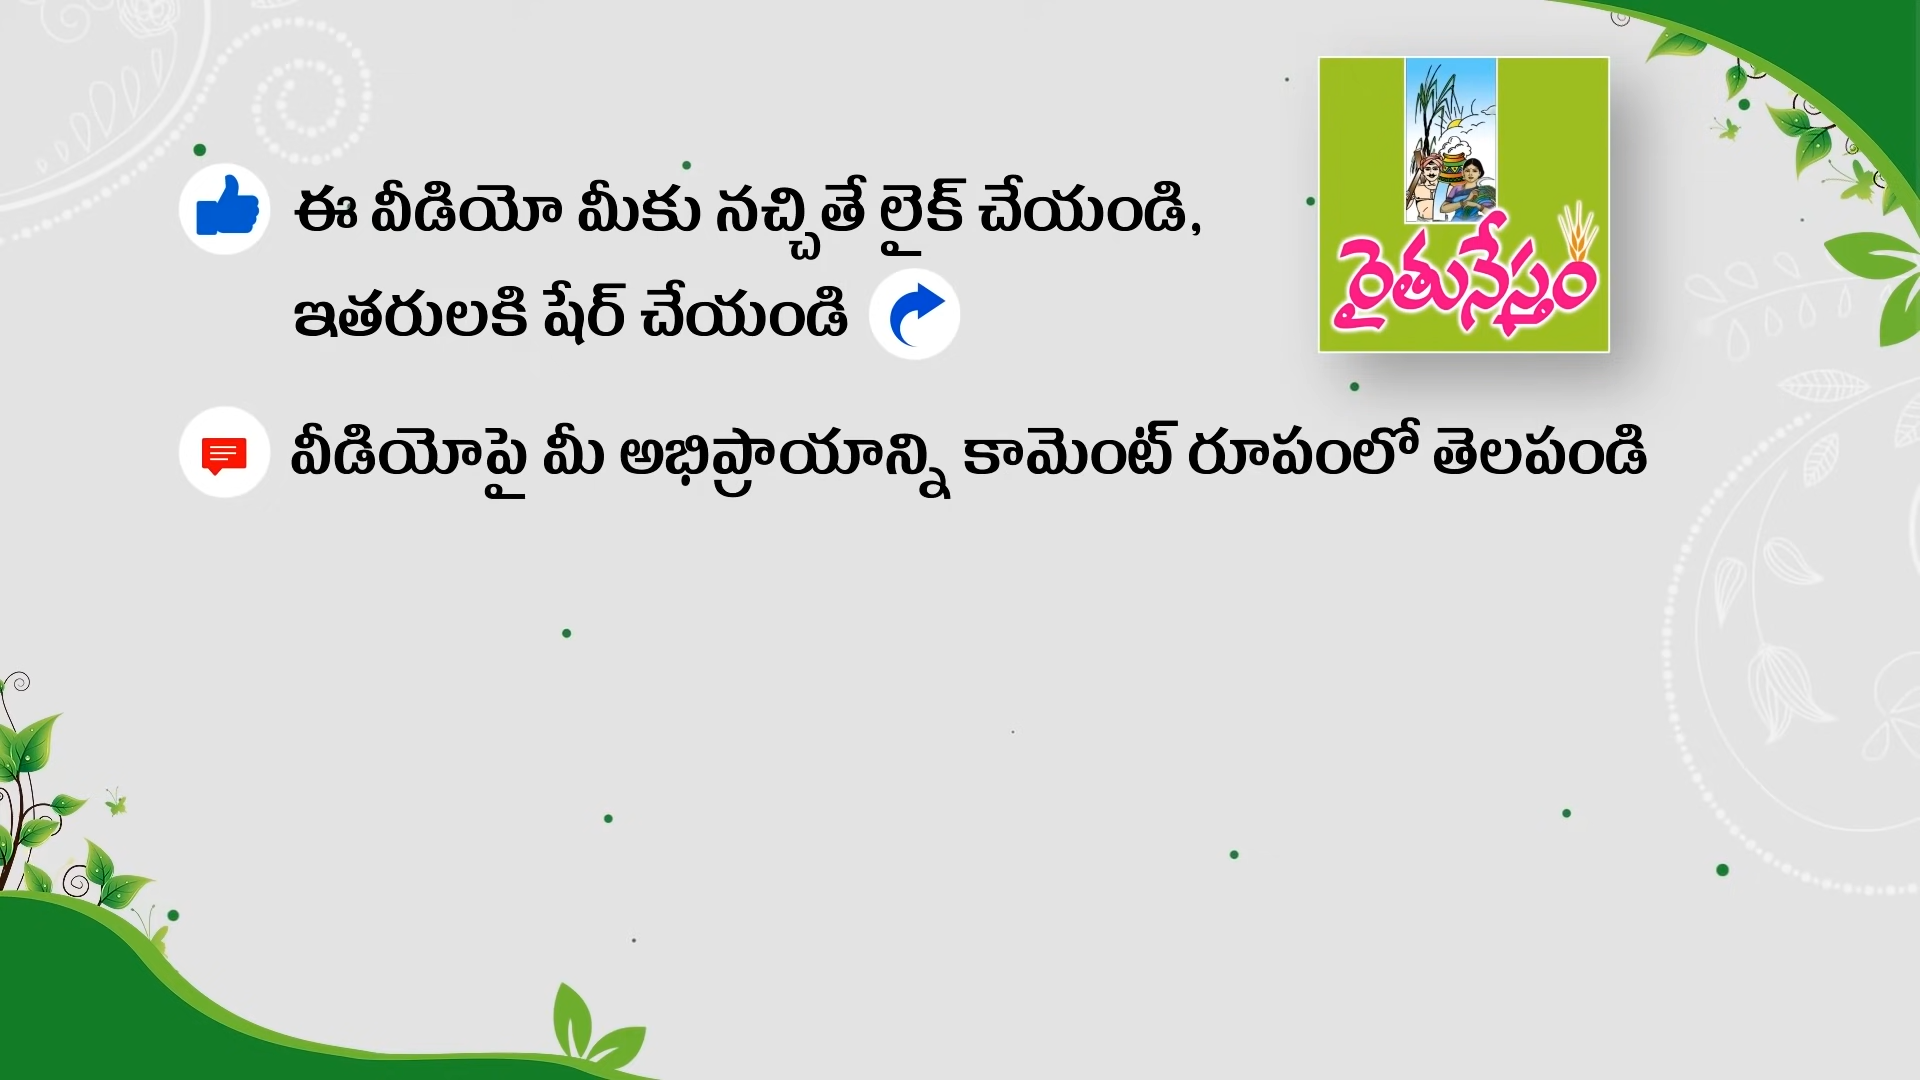 ఈ వీడియో మీకు నచ్చితే లైక్ చేయండి,
ఇతరులకి షేర్ చేయండి
రైతునేస్తం
వీడియోపై మీ అభిప్రాయాన్ని కామెంట్ రూపంలో తెలపండి